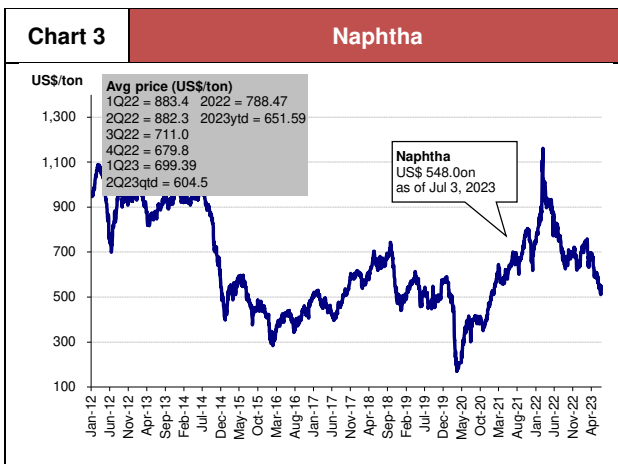 Chart 3 Naphtha
US$/ton
Avg price (US$/ton)
1Q22 = 883.4 2022 = 788.47
2Q22 = 882.3 2023ytd = 651.59
3Q22 = 711.0
4Q22 = 679.8
1Q23 = 699.39
2Q23qtd = 604.5
Naphtha
US$ 548.0on
as of Jul 3, 2023
1,300
1,100
900
700
500
300
100
Jan-12
Jun-12
Nov-12
Apr-13
Sep-13
Feb-14
Jul-14
Dec-14
May-15
Oct-15
Mar-16
Aug-16
Jan-17
Jun-17
Nov-17
Apr-18
Sep-18
Feb-19
Jul-19
Dec-19
May-20
Oct-20
Mar-21
Aug-21
Jan-22
Jun-22
Nov-22
Apr-23